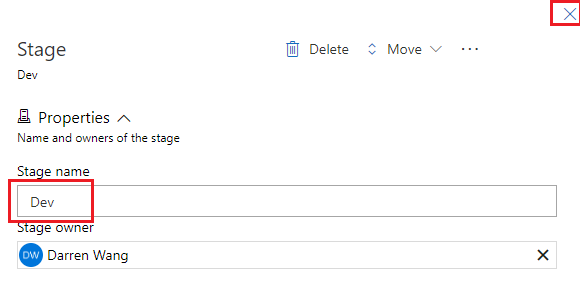 Stage
Delete
Move
Dev
Properties
Name and owners of the stage
Stage name
Dev
Stage owner
DW
Darren Wang